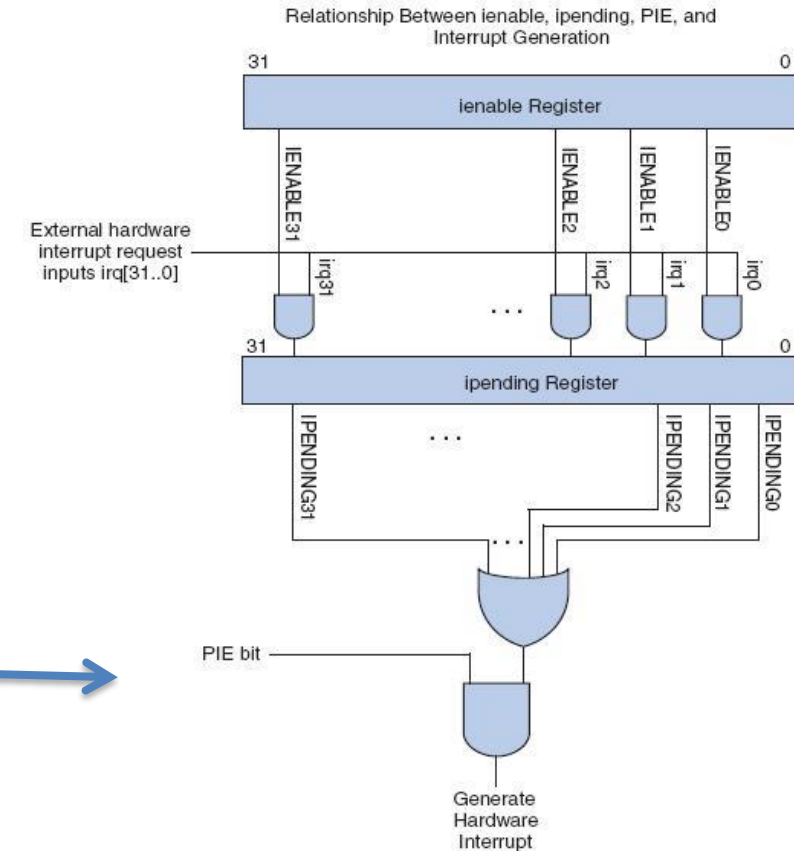 Relationship Between ienable, ipending, PIE, and
Interrupt Generation
31
0
ienable Register
IENABLE31
IENABLE2
IENABLE1
IENABLE0
External hardware
interrupt request
inputs irq[31..0]
irq31
irq2
irq1
irq0
. . .
31
0
ipending Register
IPENDING31
. . .
IPENDING2
IPENDING1
IPENDING0
. . .
PIE bit
Generate
Hardware
Interrupt